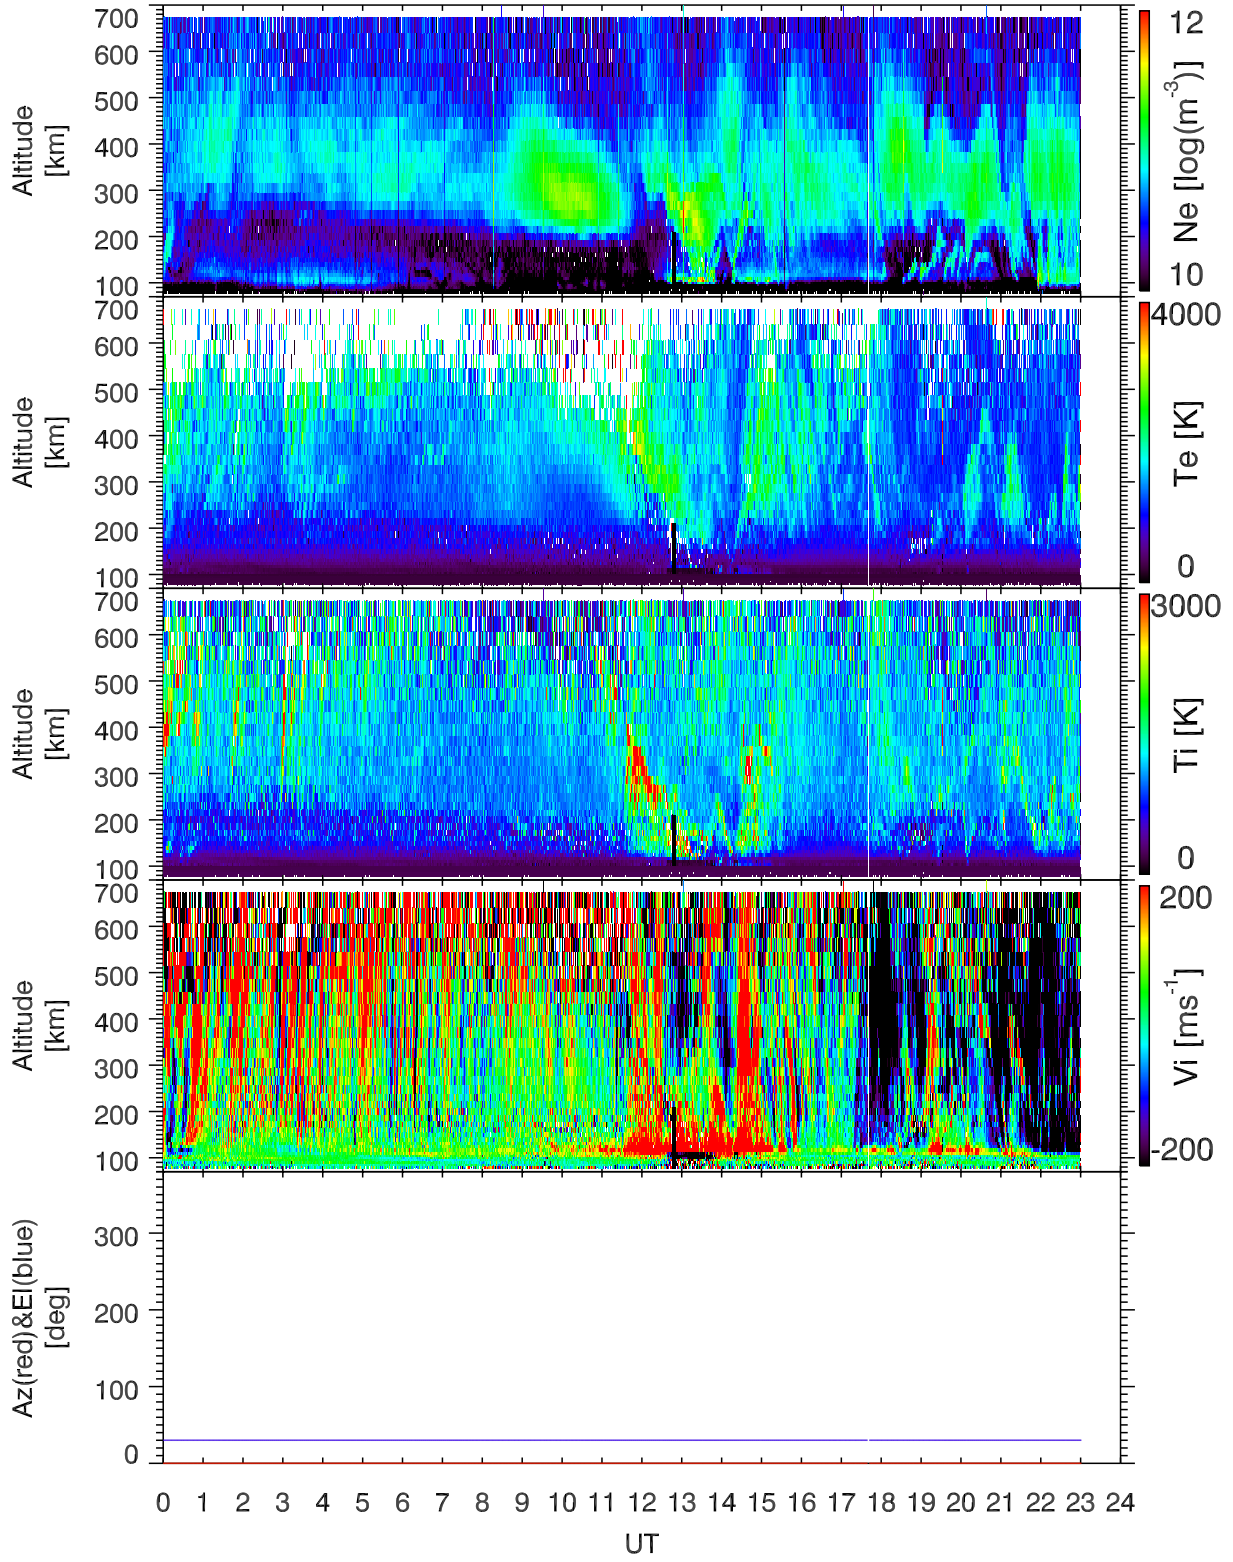 700
600
500
400
300
200
100
Altitude
[km]
12
Ne [log(m⁻³)]
10
700
600
500
400
300
200
100
Altitude
[km]
4000
Te [K]
0
700
600
500
400
300
200
100
Altitude
[km]
3000
Ti [K]
0
700
600
500
400
300
200
100
Altitude
[km]
200
Vi [ms⁻¹]
-200
300
200
100
0
Az(red)&El(blue)
[deg]
0 1 2 3 4 5 6 7 8 9 10 11 12 13 14 15 16 17 18 19 20 21 22 23 24
UT